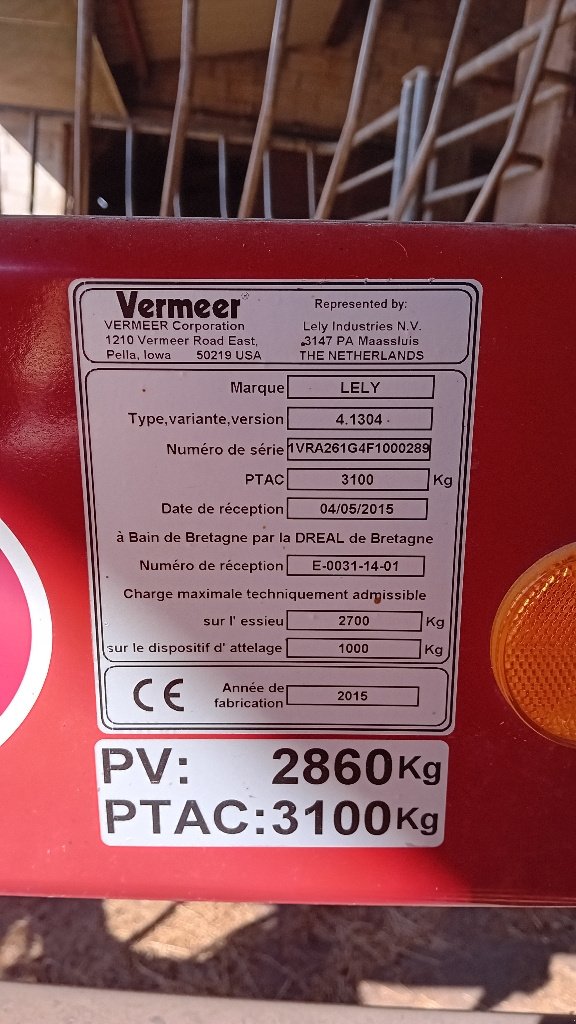 Vermeer®
VERMEER Corporation
1210 Vermeer Road East,
Pella, Iowa 50219 USA
Represented by:
Lely Industries N.V.
3147 PA Maassluis
THE NETHERLANDS
Marque LELY
Type,variante,version 4.1304
Numéro de série 1VRA261G4F1000289
PTAC 3100 Kg
Date de réception 04/05/2015
à Bain de Bretagne par la DREAL de Bretagne
Numéro de réception E-0031-14-01
Charge maximale techniquement admissible
sur l' essieu 2700 Kg
sur le dispositif d' attelage 1000 Kg
CE
Année de
fabrication 2015
PV: 2860Kg
PTAC:3100Kg